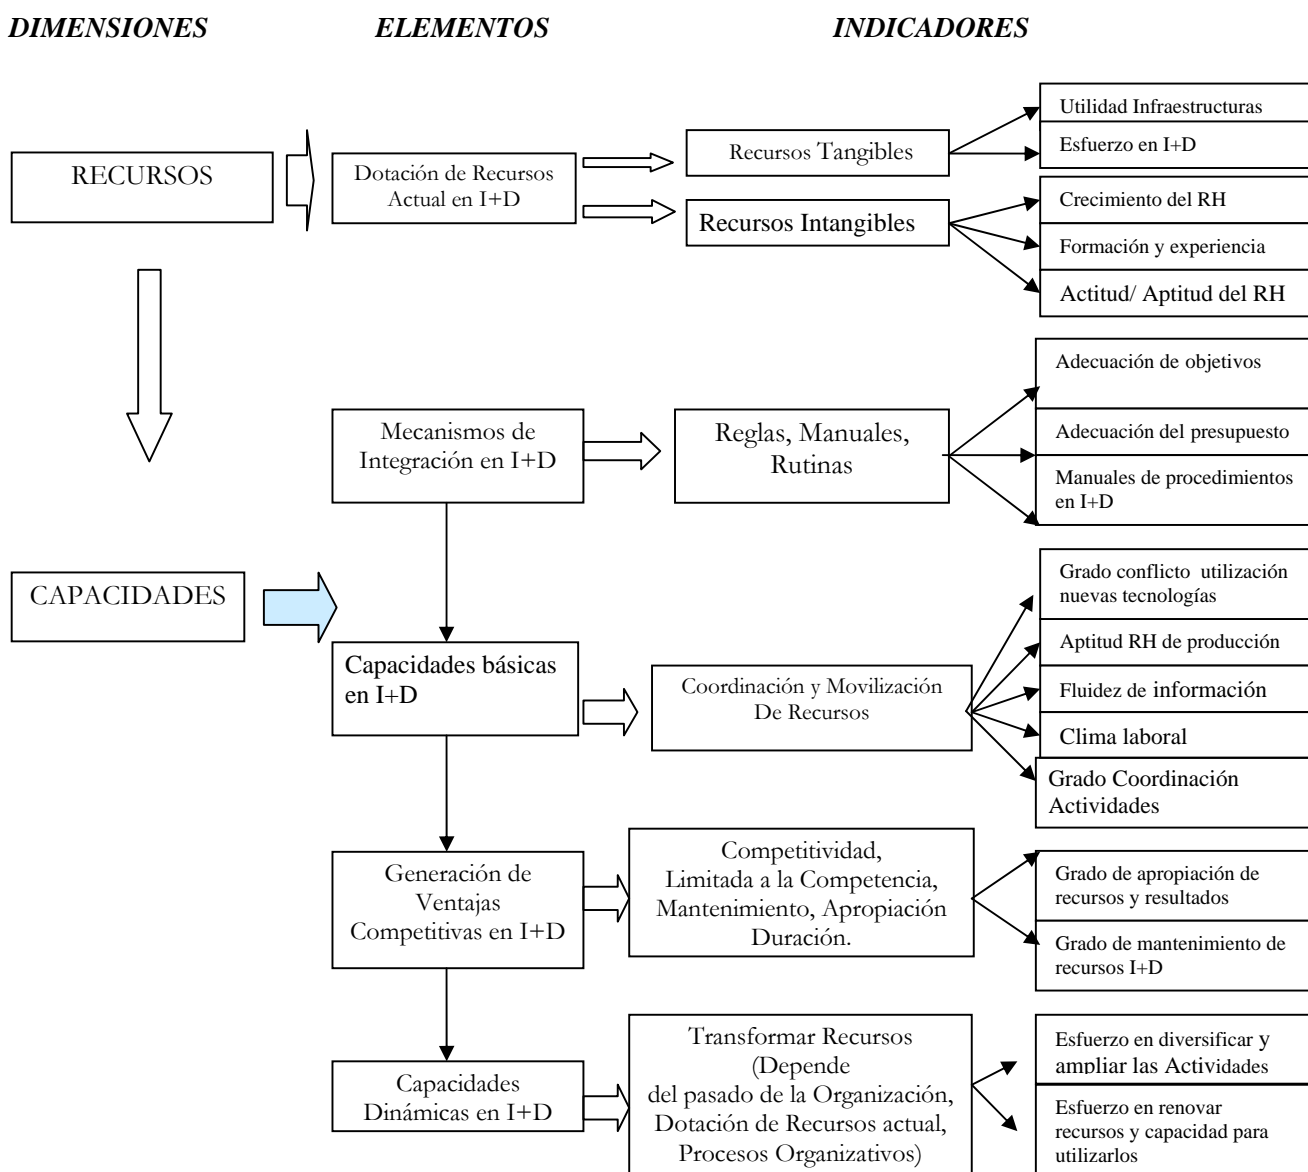 DIMENSIONES
ELEMENTOS
INDICADORES
RECURSOS
Dotación de Recursos
Actual en I+D
Recursos Tangibles
Recursos Intangibles
Utilidad Infraestructuras
Esfuerzo en I+D
Crecimiento del RH
Formación y experiencia
Actitud/ Aptitud del RH
Mecanismos de
Integración en I+D
Reglas, Manuales,
Rutinas
Adecuación de objetivos
Adecuación del presupuesto
Manuales de procedimientos
en I+D
CAPACIDADES
Capacidades básicas
en I+D
Coordinación y Movilización
De Recursos
Grado conflicto utilización
nuevas tecnologías
Aptitud RH de producción
Fluidez de información
Clima laboral
Grado Coordinación
Actividades
Generación de
Ventajas
Competitivas en I+D
Competitividad,
Limitada a la Competencia,
Mantenimiento, Apropiación
Duración.
Grado de apropiación de
recursos y resultados
Grado de mantenimiento de
recursos I+D
Capacidades
Dinámicas en I+D
Transformar Recursos
(Depende
del pasado de la Organización,
Dotación de Recursos actual,
Procesos Organizativos)
Esfuerzo en diversificar y
ampliar las Actividades
Esfuerzo en renovar
recursos y capacidad para
utilizarlos